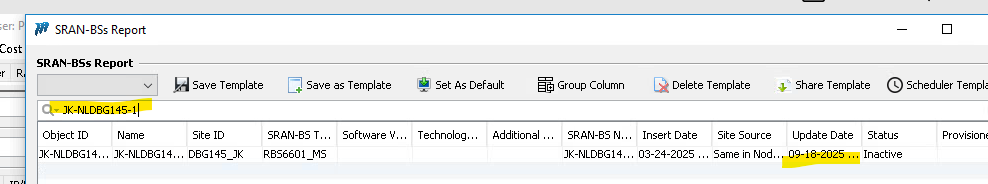 ser: P
SRAN-BSs Report
Cost
SRAN-BSs Report
Save Template Save as Template Set As Default Group Column Delete Template Share Template Scheduler Templa
JK-NLDBG145-1
Object ID Name Site ID SRAN-BS T... Software V... Technolog... Additional ... SRAN-BS N... Insert Date Site Source Update Date Status Provisione
JK-NLDBG14... JK-NLDBG14... DBG145_JK RBS6601_MS JK-NLDBG14... 03-24-2025 ... Same in Nod... 09-18-2025 ... Inactive